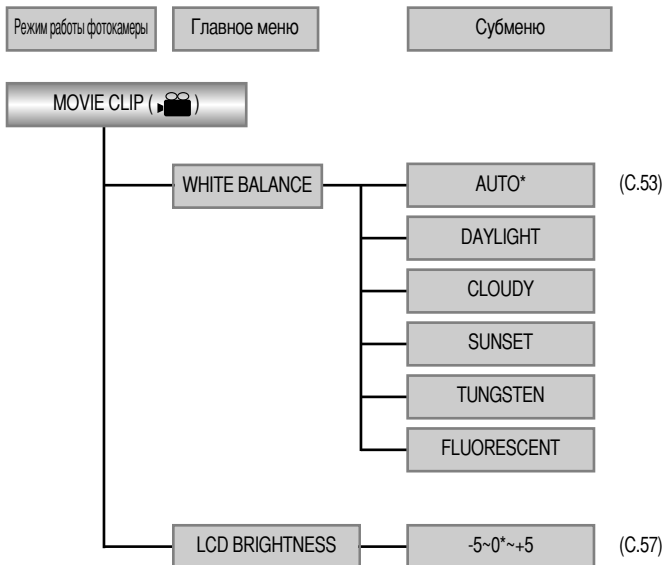 Режим работы фотокамеры Главное меню Субменю
MOVIE CLIP ( )
WHITE BALANCE AUTO* (С.53)
DAYLIGHT
CLOUDY
SUNSET
TUNGSTEN
FLUORESCENT
LCD BRIGHTNESS -5~0*~+5 (С.57)